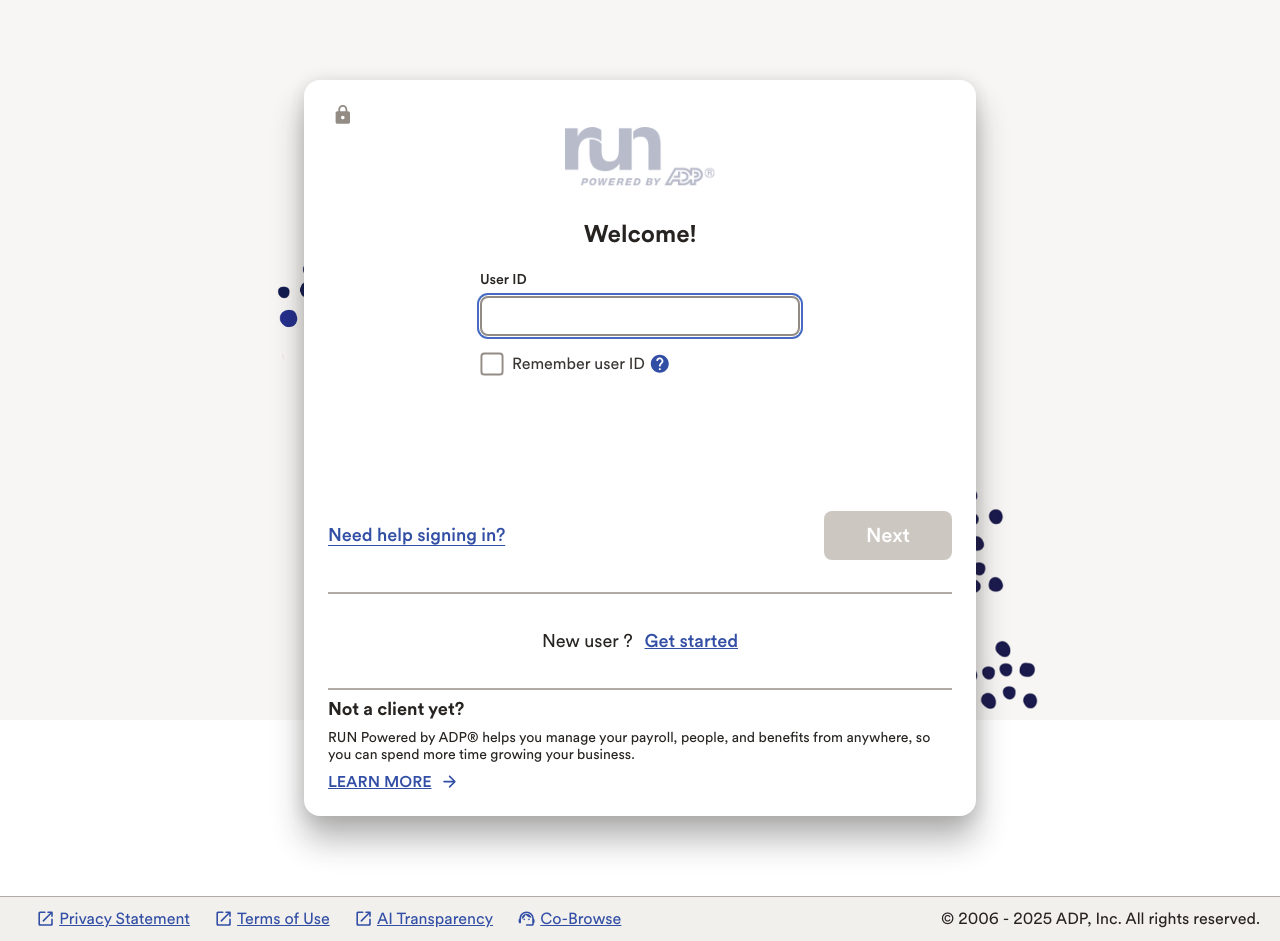 run
POWERED BY ADP®
Welcome!
User ID
Remember user ID ?
Need help signing in?
Next
New user ? Get started
Not a client yet?
RUN Powered by ADP® helps you manage your payroll, people, and benefits from anywhere, so
you can spend more time growing your business.
LEARN MORE
Privacy Statement Terms of Use AI Transparency Co-Browse © 2006 - 2025 ADP, Inc. All rights reserved.